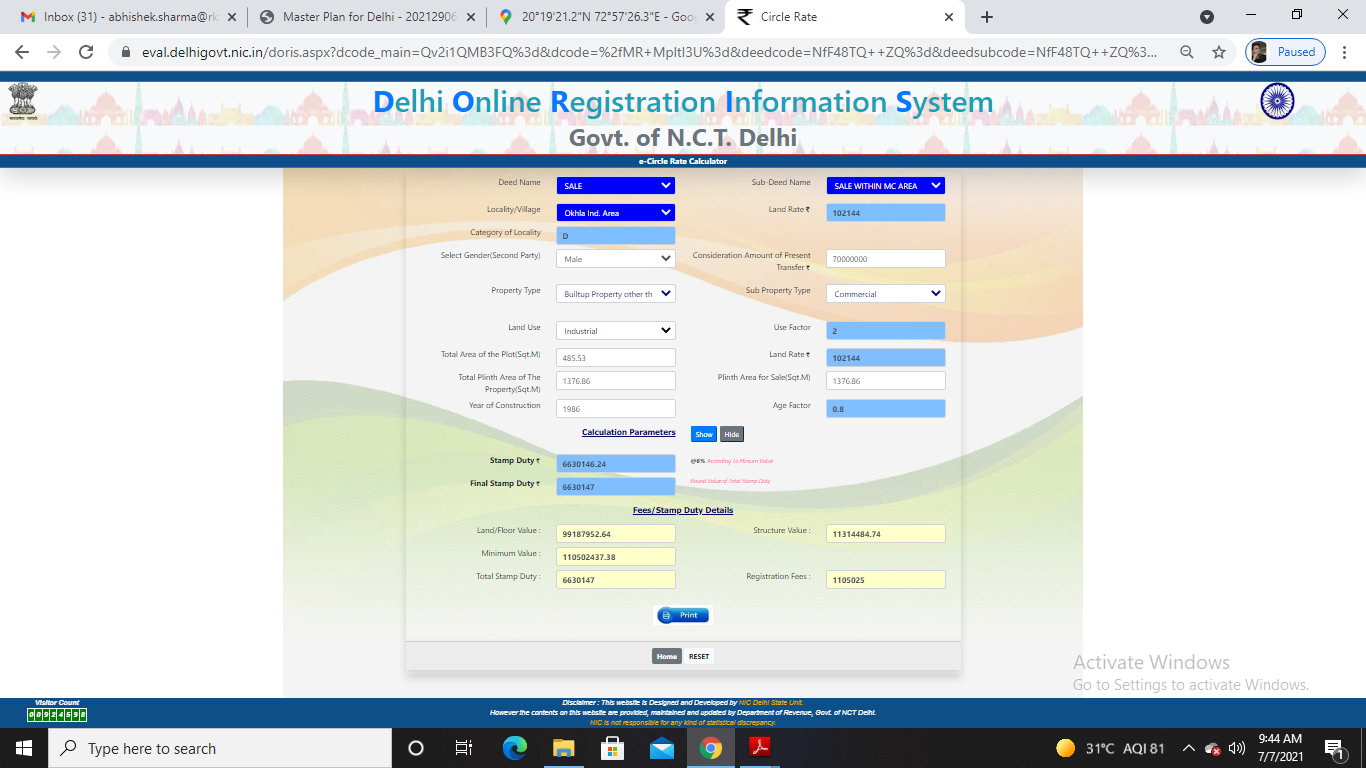 Inbox (31) - abhishek.sharma@rk
Master Plan for Delhi - 20212906
20°19'21.2"N 72°57'26.3"E - Goog
Circle Rate
eval.delhigovt.nic.in/doris.aspx?dcode_main=Qv2i1QMB3FQ%3d&dcode=%2fMR+MpItI3U%3d&deedcode=NfF48TQ++ZQ%3d&deedsubcode=NfF48TQ++ZQ%3...
Paused
Delhi Online Registration Information System
Govt. of N.C.T. Delhi
e-Circle Rate Calculator
Deed Name SALE Sub-Deed Name SALE WITHIN MC AREA
Locality/Village Okhla Ind. Area Land Rate ₹ 102144
Category of Locality D
Select Gender(Second Party) Male Consideration Amount of Present Transfer ₹ 70000000
Property Type Builtup Property other th Sub Property Type Commercial
Land Use Industrial Use Factor 2
Total Area of the Plot(Sqt.M) 485.53 Land Rate ₹ 102144
Total Plinth Area of The Property(Sqt.M) 1376.86 Plinth Area for Sale(Sqt.M) 1376.86
Year of Construction 1986 Age Factor 0.8
Calculation Parameters Show Hide
Stamp Duty ₹ 6630146.24 @6% According To Minium Value
Final Stamp Duty ₹ 6630147 Round Value of Total Stamp Duty
Fees/Stamp Duty Details
Land/Floor Value : 99187952.64 Structure Value : 11314484.74
Minimum Value : 110502437.38
Total Stamp Duty : 6630147 Registration Fees : 1105025
Print
Home RESET
Activate Windows
Go to Settings to activate Windows.
Visitor Count
00924598
Disclaimer : This website is Designed and Developed by NIC Delhi State Unit.
However the contents on this website are provided, maintained and updated by Department of Revenue, Govt. of NCT Delhi.
NIC is not responsible for any kind of statistical discrepancy.
Type here to search
31°C AQI 81
9:44 AM
7/7/2021
1